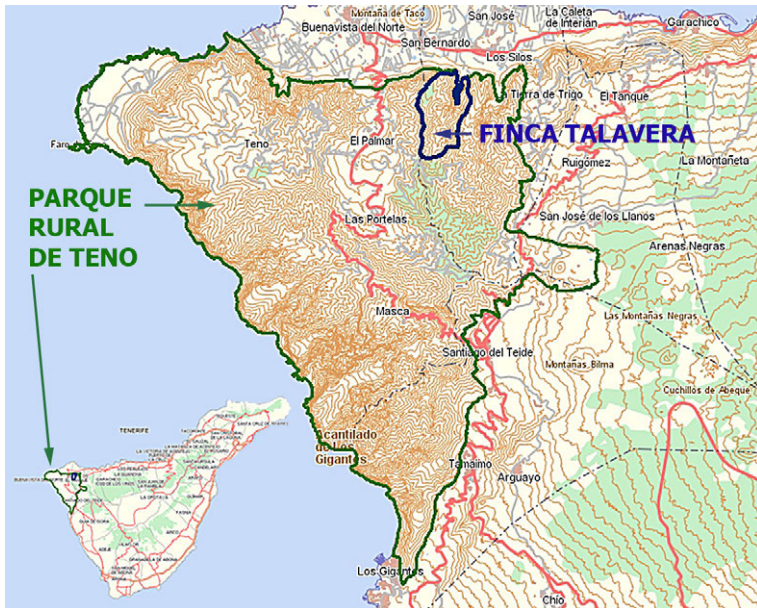 Montaña de Taco
Buenavista del Norte
San José
La Caleta
de Interián
Garachico
San Bernardo
Los Silos
La Tierra de Trigo
El Tanque
FINCA TALAVERA
Faro
Teno
El Palmar
Ruigómez
La Montañeta
PARQUE
RURAL
DE TENO
Las Portelas
San José de los Llanos
Arenas Negras
Masca
Las Montañas Negras
Santiago del Teide
Montañas Bilma
Cuchillos de Abeque
TENERIFE
Acantilado
de Los
Gigantes
Tamaimo
Arguayo
Los Gigantes
Chío